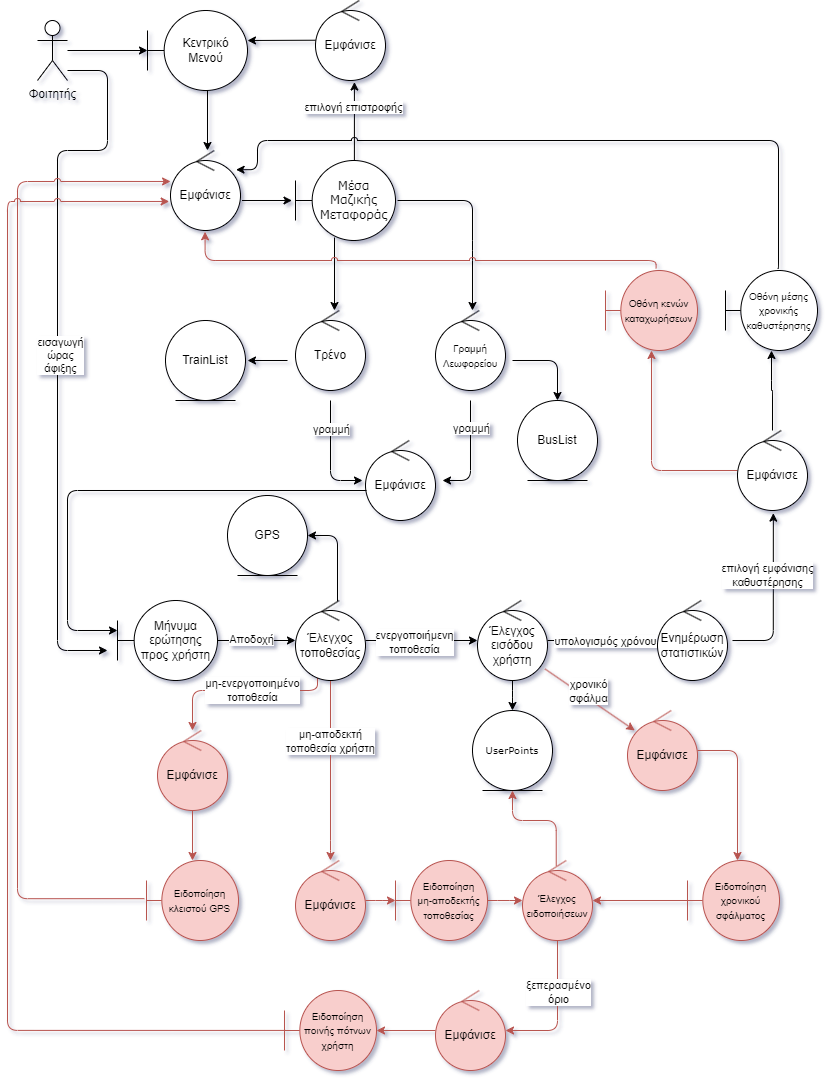 Εμφάνισε
Κεντρικό
Μενού
Φοιτητής
επιλογή επιστροφής
Εμφάνισε
Μέσα
Μαζικής
Μεταφοράς
Οθόνη κενών
καταχωρήσεων
Οθόνη μέσης
χρονικής
καθυστέρησης
εισαγωγή
ώρας
άφιξης
TrainList
Τρένο
Γραμμή
Λεωφορείου
γραμμή
γραμμή
BusList
Εμφάνισε
Εμφάνισε
GPS
επιλογή εμφάνισης
καθυστέρησης
Μήνυμα
ερώτησης
προς χρήστη
Αποδοχή
Έλεγχος
τοποθεσίας
ενεργοποιήμενη
τοποθεσία
Έλεγχος
εισόδου
χρήστη
υπολογισμός χρόνου
Ενημέρωση
στατιστικών
μη-ενεργοποιημένο
τοποθεσία
χρονικό
σφάλμα
μη-αποδεκτή
τοποθεσία χρήστη
UserPoints
Εμφάνισε
Εμφάνισε
Ειδοποίηση
κλειστού GPS
Εμφάνισε
Ειδοποίηση
μη-αποδεκτής
τοποθεσίας
Έλεγχος
ειδοποιήσεων
Ειδοποίηση
χρονικού
σφάλματος
ξεπερασμένο
όριο
Ειδοποίηση
ποινής πότνων
χρήστη
Εμφάνισε